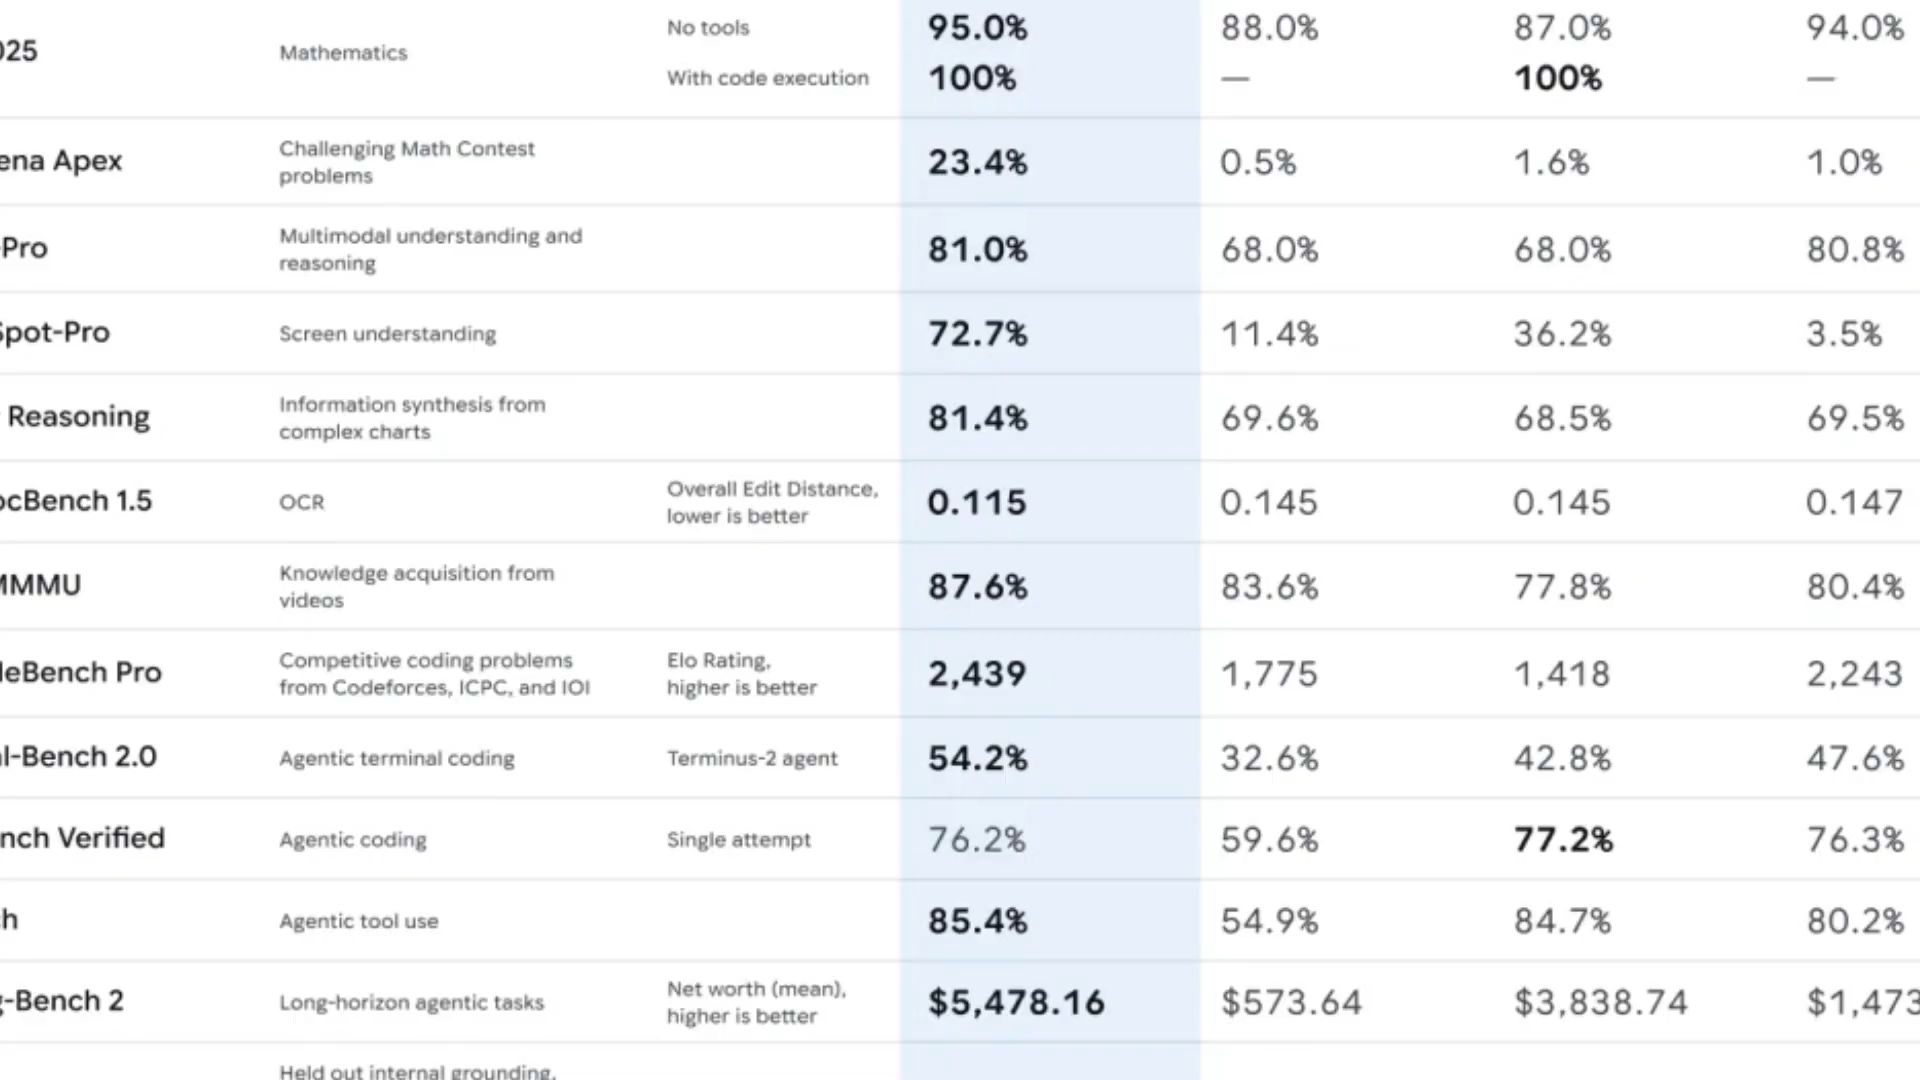 No tools 95.0% 88.0% 87.0% 94.0%
025 Mathematics
With code execution 100% — 100% —
ena Apex Challenging Math Contest problems 23.4% 0.5% 1.6% 1.0%
-Pro Multimodal understanding and reasoning 81.0% 68.0% 68.0% 80.8%
Spot-Pro Screen understanding 72.7% 11.4% 36.2% 3.5%
Reasoning Information synthesis from complex charts 81.4% 69.6% 68.5% 69.5%
ocBench 1.5 OCR Overall Edit Distance, lower is better 0.115 0.145 0.145 0.147
MMMU Knowledge acquisition from videos 87.6% 83.6% 77.8% 80.4%
deBench Pro Competitive coding problems from Codeforces, ICPC, and IOI Elo Rating, higher is better 2,439 1,775 1,418 2,243
al-Bench 2.0 Agentic terminal coding Terminus-2 agent 54.2% 32.6% 42.8% 47.6%
nch Verified Agentic coding Single attempt 76.2% 59.6% 77.2% 76.3%
ch Agentic tool use 85.4% 54.9% 84.7% 80.2%
g-Bench 2 Long-horizon agentic tasks Net worth (mean), higher is better $5,478.16 $573.64 $3,838.74 $1,473
Held out internal grounding,